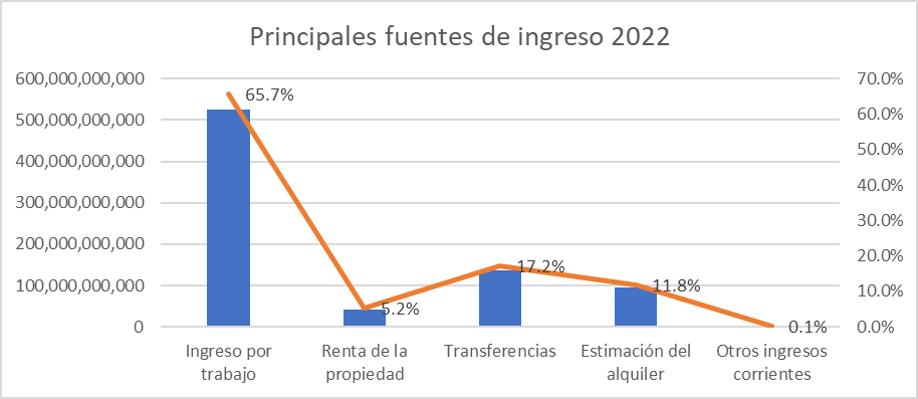 Principales fuentes de ingreso 2022
600,000,000,000
500,000,000,000
400,000,000,000
300,000,000,000
200,000,000,000
100,000,000,000
0
70.0%
60.0%
50.0%
40.0%
30.0%
20.0%
10.0%
0.0%
65.7%
5.2%
17.2%
11.8%
0.1%
Ingreso por
trabajo
Renta de la
propiedad
Transferencias
Estimación del
alquiler
Otros ingresos
corrientes